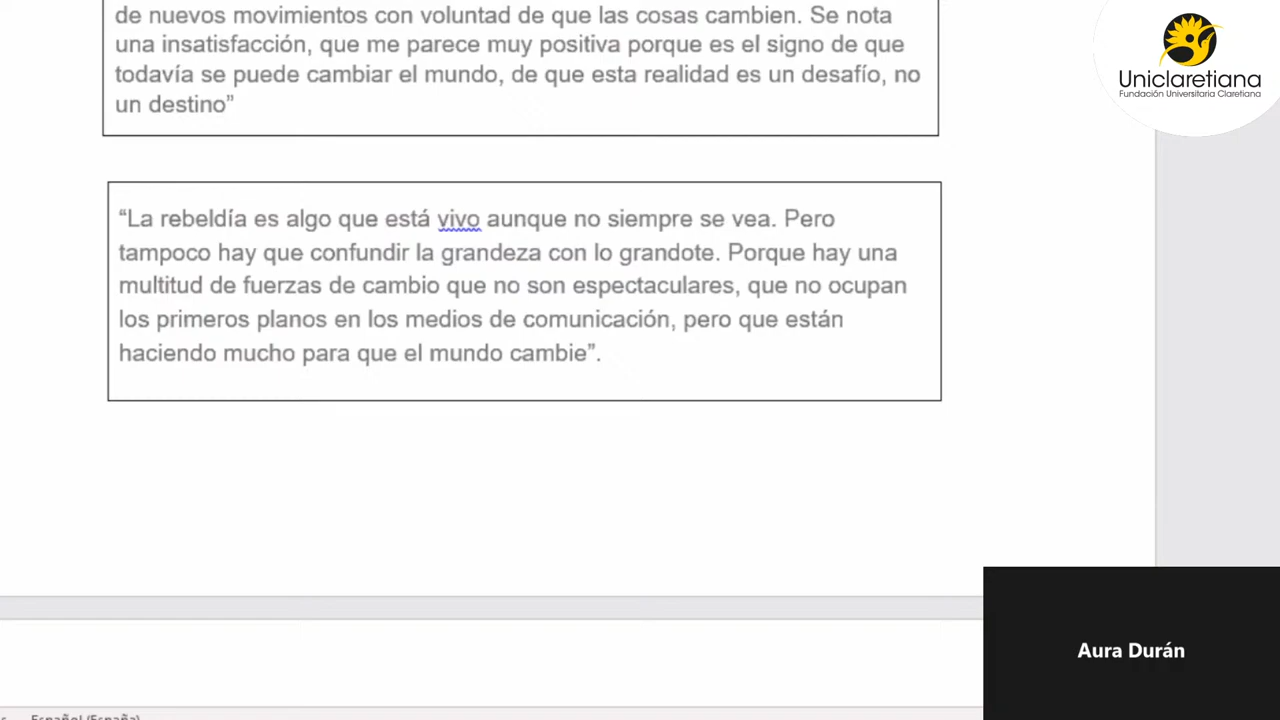 de nuevos movimientos con voluntad de que las cosas cambien. Se nota
una insatisfacción, que me parece muy positiva porque es el signo de que
todavía se puede cambiar el mundo, de que esta realidad es un desafío, no
un destino”
Uniclaretiana
Fundación Universitaria Claretiana
“La rebeldía es algo que está vivo aunque no siempre se vea. Pero
tampoco hay que confundir la grandeza con lo grandote. Porque hay una
multitud de fuerzas de cambio que no son espectaculares, que no ocupan
los primeros planos en los medios de comunicación, pero que están
haciendo mucho para que el mundo cambie”.
Aura Durán
Español (España)